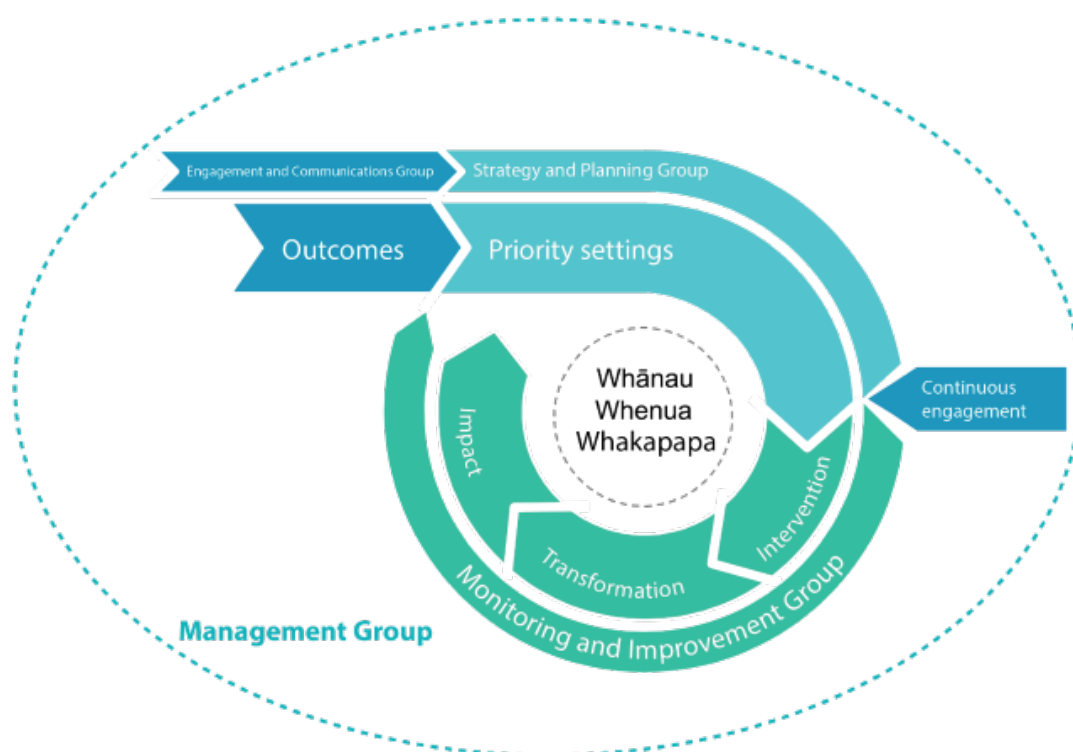 Engagement and Communications Group
Strategy and Planning Group
Outcomes
Priority settings
Whānau
Whenua
Whakapapa
Continuous
engagement
Intervention
Transformation
Impact
Monitoring and Improvement Group
Management Group